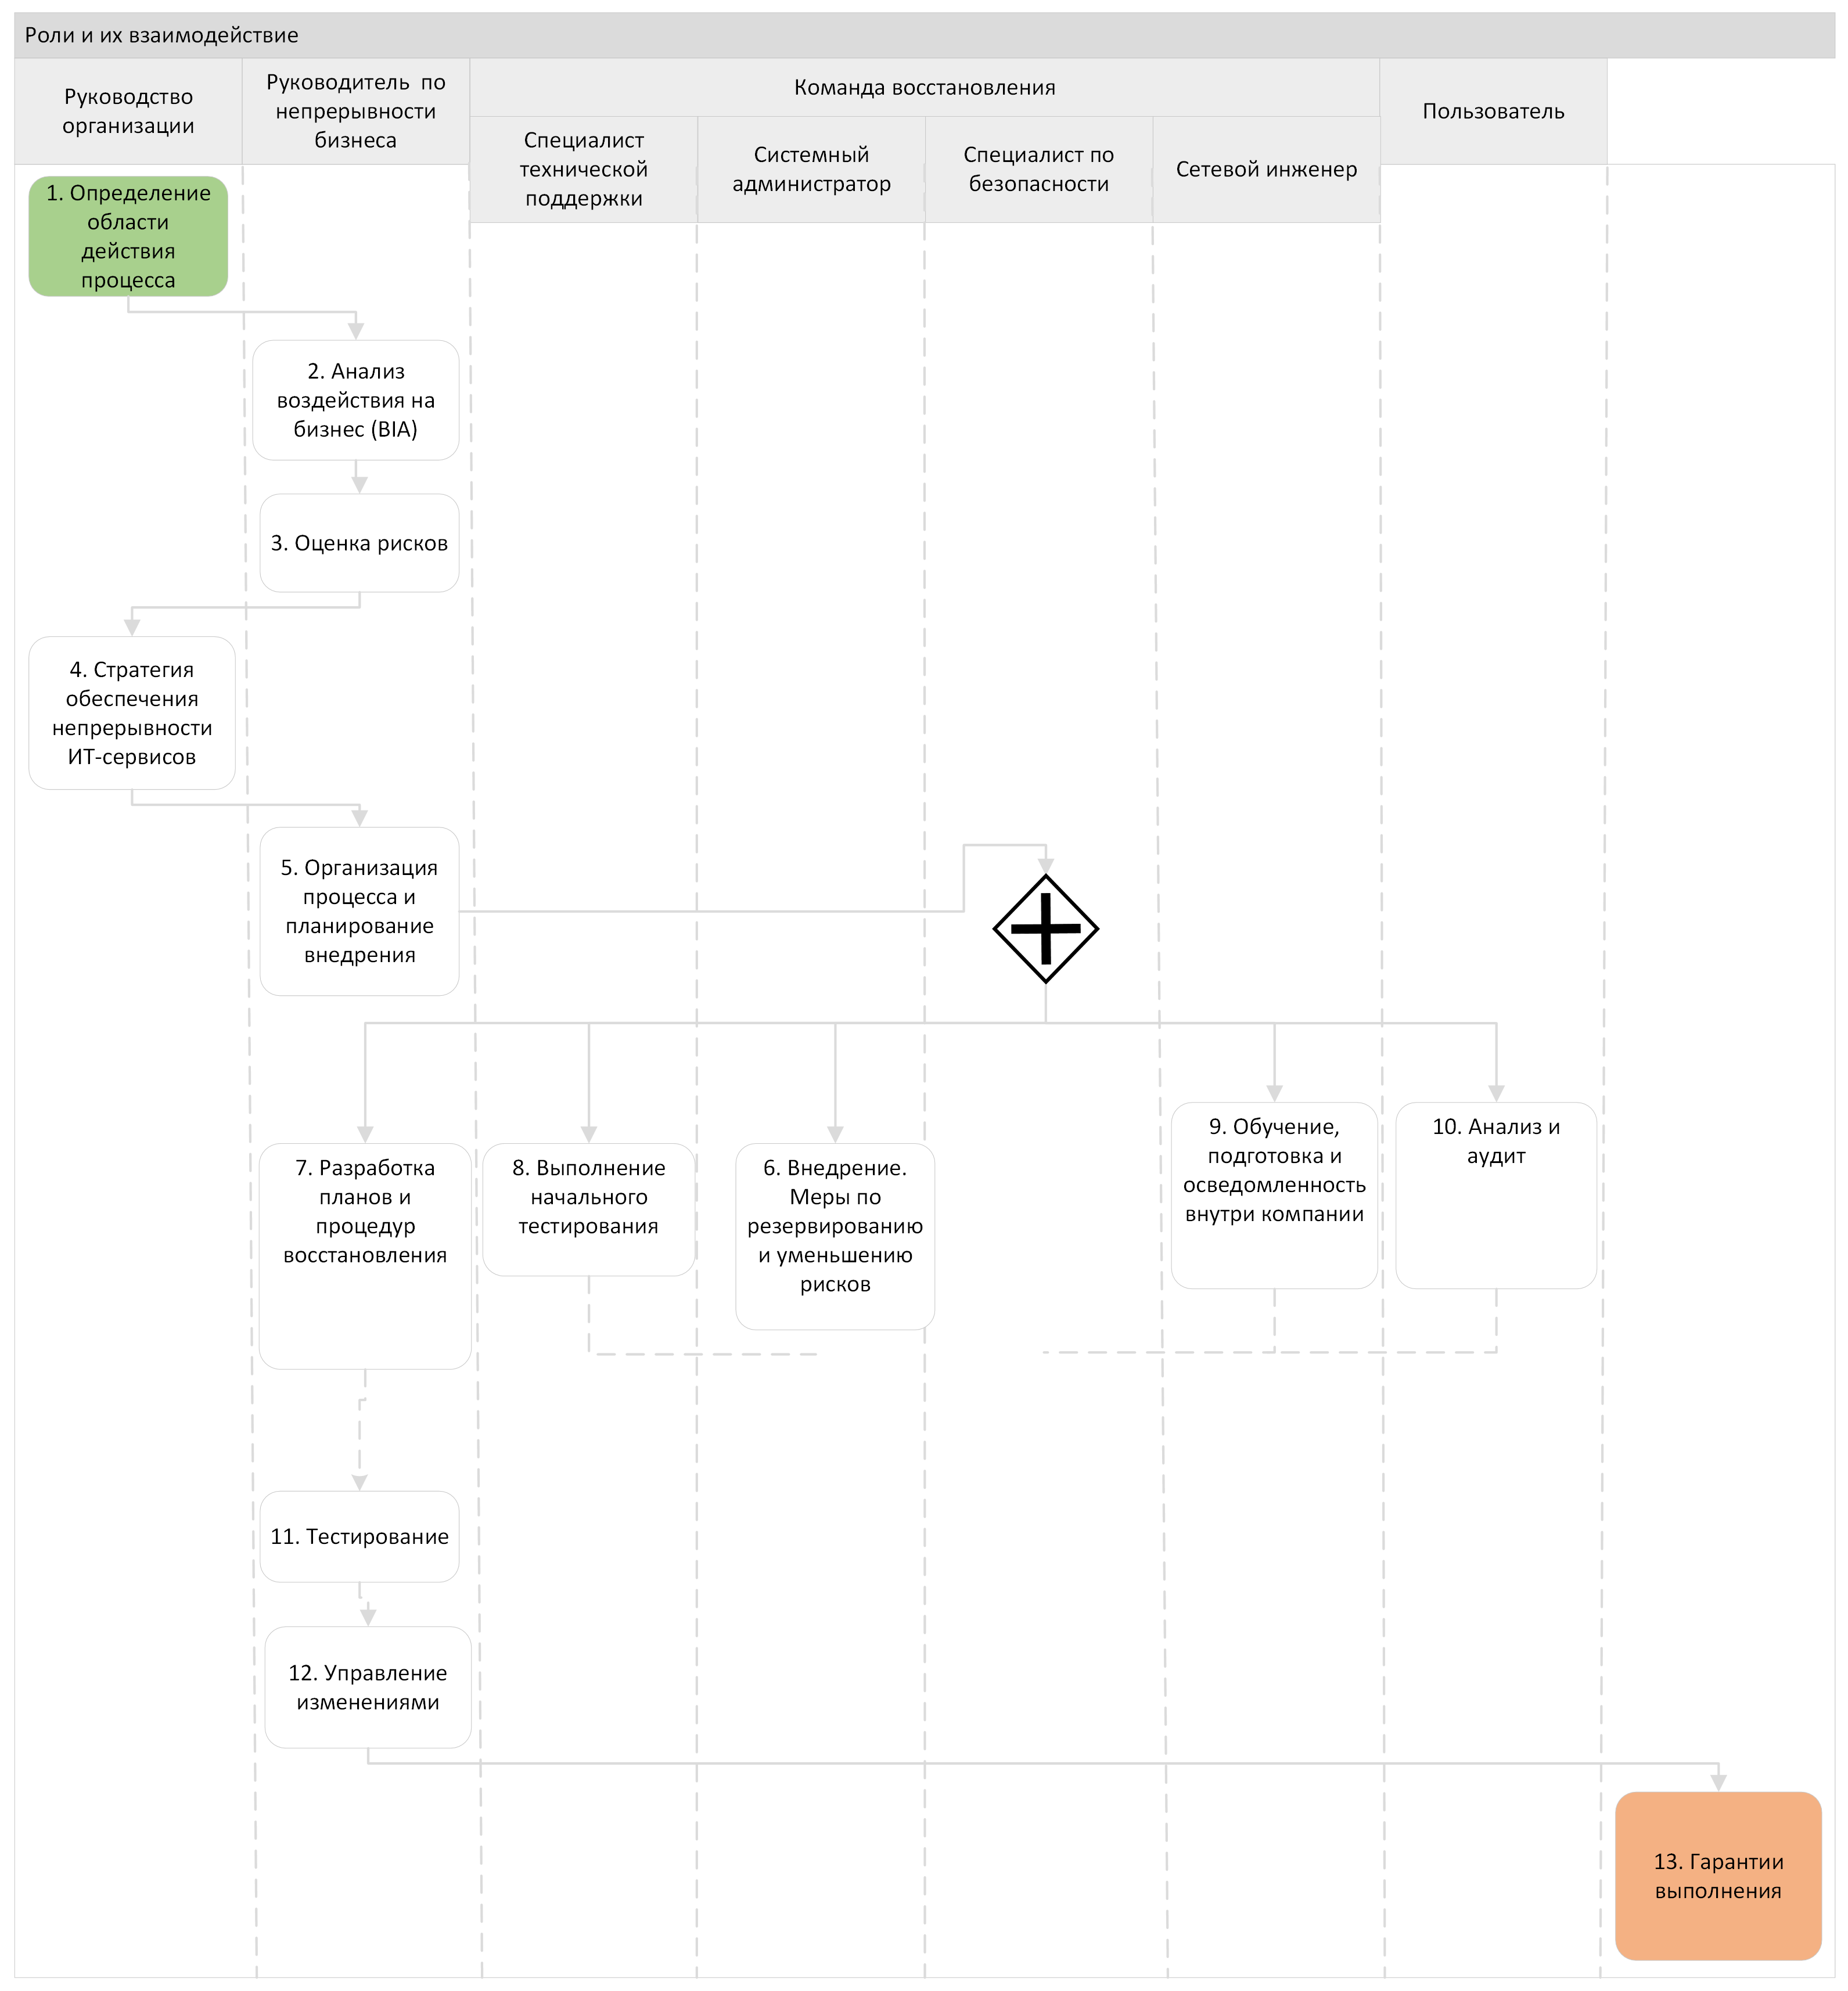 Роли и их взаимодействие
Руководство
организации
Руководитель по
непрерывности
бизнеса
Команда восстановления
Специалист
технической
поддержки
Системный
администратор
Специалист по
безопасности
Сетевой инженер
Пользователь
1. Определение
области
действия
процесса
2. Анализ
воздействия на
бизнес (BIA)
3. Оценка рисков
4. Стратегия
обеспечения
непрерывности
ИТ-сервисов
5. Организация
процесса и
планирование
внедрения
7. Разработка
планов и
процедур
восстановления
8. Выполнение
начального
тестирования
6. Внедрение.
Меры по
резервированию
и уменьшению
рисков
9. Обучение,
подготовка и
осведомленность
внутри компании
10. Анализ и
аудит
11. Тестирование
12. Управление
изменениями
13. Гарантии
выполнения